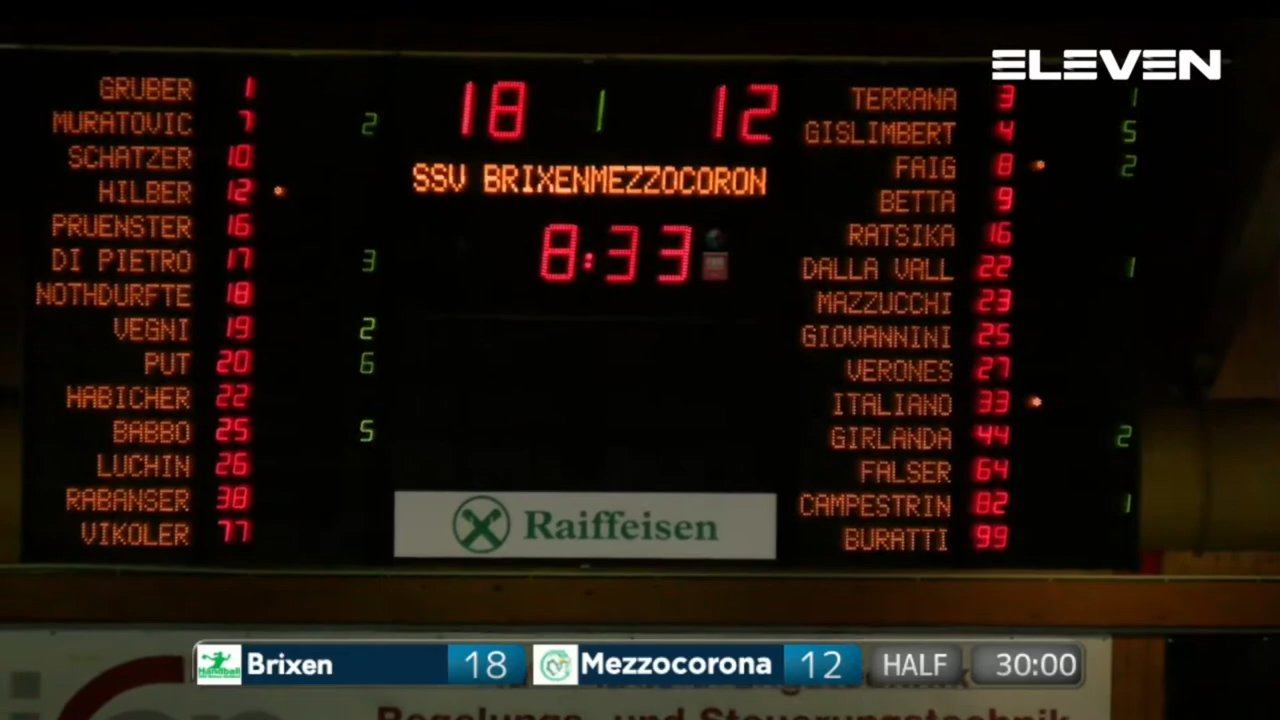 ELEVEN
18 1 12
SSV BRIXENMEZZOCORON
8:33
GRUBER 1
MURATOVIC 7 2
SCHATZER 10
HILBER 12
PRUENSTER 16
DI PIETRO 17 3
NOTHDURFTE 18
VEGNI 19 2
PUT 20 6
HABICHER 22
BABBO 25 5
LUCHIN 26
RABANSER 38
VIKOLER 77
TERRANA 3 1
GISLIMBERT 4 5
FAIG 8 2
BETTA 9
RATSIKA 16
DALLA VALL 22 1
MAZZUCCHI 23
GIOVANNINI 25
VERONES 27
ITALIANO 33
GIRLANDA 44 2
FALSER 64
CAMPESTRIN 82 1
BURATTI 99
Raiffeisen
Brixen 18 Mezzocorona 12 HALF 30:00
Regelungs- und Steuerungstechnik